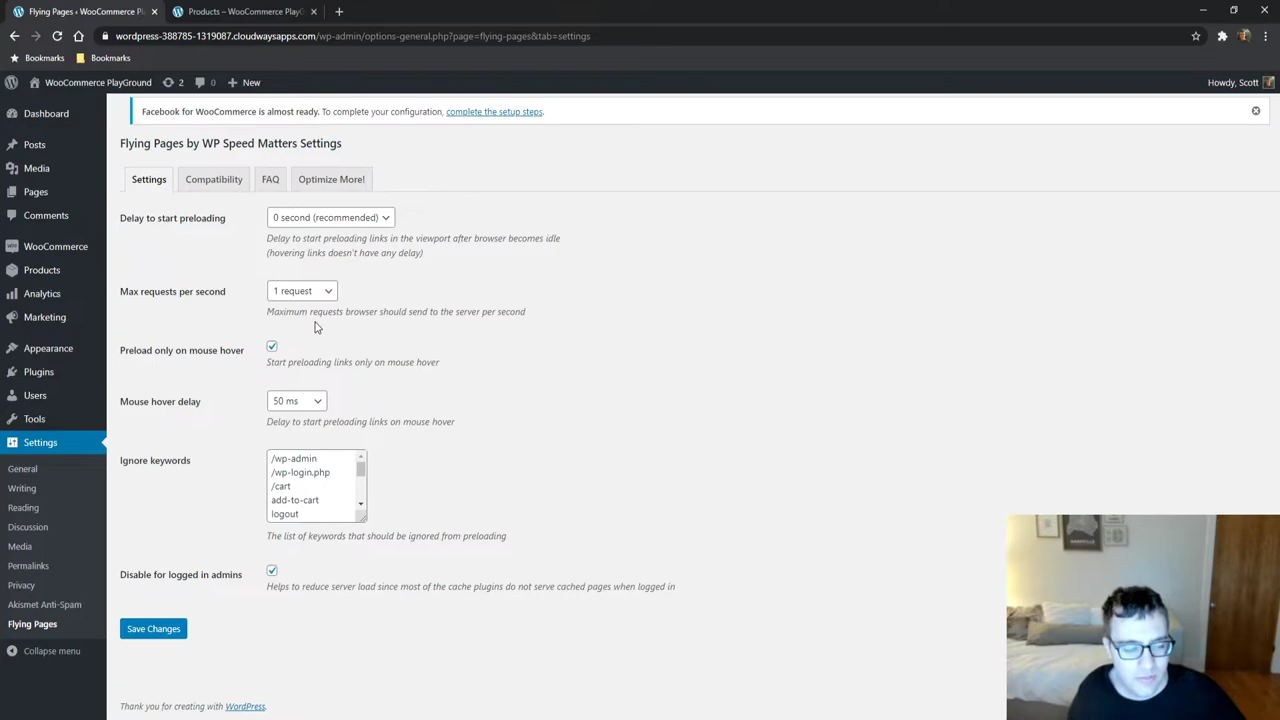 Flying Pages ‹ WooCommerce Pl
Products – WooCommerce PlayG
wordpress-388785-1319087.cloudwaysapps.com/wp-admin/options-general.php?page=flying-pages&tab=settings
Bookmarks
Bookmarks
WooCommerce PlayGround
2
0
New
Howdy, Scott
Facebook for WooCommerce is almost ready. To complete your configuration, complete the setup steps.
Flying Pages by WP Speed Matters Settings
Settings
Compatibility
FAQ
Optimize More!
Delay to start preloading
0 second (recommended)
Delay to start preloading links in the viewport after browser becomes idle
(hovering links doesn't have any delay)
Max requests per second
1 request
Maximum requests browser should send to the server per second
Preload only on mouse hover
Start preloading links only on mouse hover
Mouse hover delay
50 ms
Delay to start preloading links on mouse hover
Ignore keywords
/wp-admin
/wp-login.php
/cart
add-to-cart
logout
The list of keywords that should be ignored from preloading
Disable for logged in admins
Helps to reduce server load since most of the cache plugins do not serve cached pages when logged in
Save Changes
Thank you for creating with WordPress.
Dashboard
Posts
Media
Pages
Comments
WooCommerce
Products
Analytics
Marketing
Appearance
Plugins
Users
Tools
Settings
General
Writing
Reading
Discussion
Media
Permalinks
Privacy
Akismet Anti-Spam
Flying Pages
Collapse menu